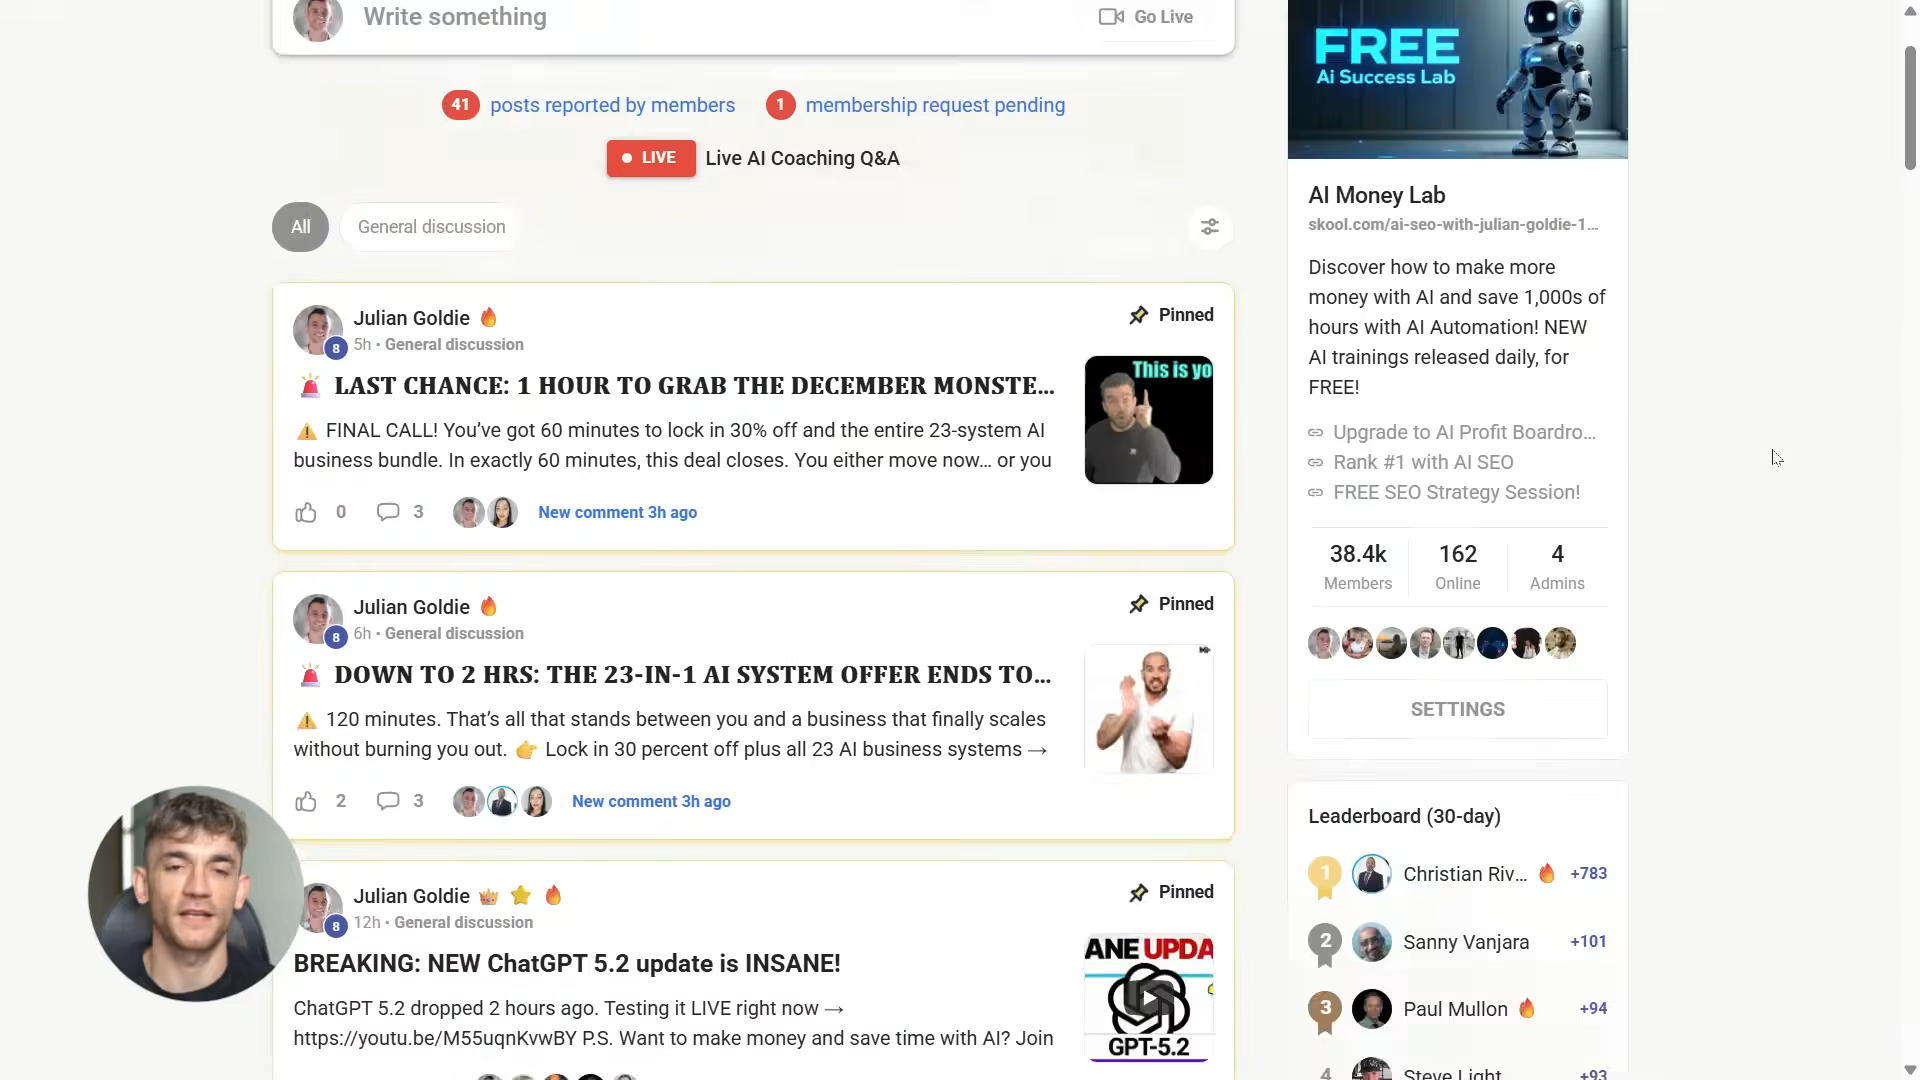 Write something
Go Live
41 posts reported by members
1 membership request pending
LIVE Live AI Coaching Q&A
All
General discussion
Julian Goldie
8
5h • General discussion
Pinned
🚨 LAST CHANCE: 1 HOUR TO GRAB THE DECEMBER MONSTE...
⚠️ FINAL CALL! You’ve got 60 minutes to lock in 30% off and the entire 23-system AI
business bundle. In exactly 60 minutes, this deal closes. You either move now… or you
This is yo
0
3
New comment 3h ago
Julian Goldie
8
6h • General discussion
Pinned
🚨 DOWN TO 2 HRS: THE 23-IN-1 AI SYSTEM OFFER ENDS TO...
⚠️ 120 minutes. That’s all that stands between you and a business that finally scales
without burning you out. 👉 Lock in 30 percent off plus all 23 AI business systems →
2
3
New comment 3h ago
Julian Goldie
8
12h • General discussion
Pinned
BREAKING: NEW ChatGPT 5.2 update is INSANE!
ChatGPT 5.2 dropped 2 hours ago. Testing it LIVE right now →
https://youtu.be/M55uqnKvwBY P.S. Want to make money and save time with AI? Join
ANE UPDA
GPT-5.2
FREE
Ai Success Lab
AI Money Lab
skool.com/ai-seo-with-julian-goldie-1...
Discover how to make more
money with AI and save 1,000s of
hours with AI Automation! NEW
AI trainings released daily, for
FREE!
Upgrade to AI Profit Boardro...
Rank #1 with AI SEO
FREE SEO Strategy Session!
38.4k
Members
162
Online
4
Admins
SETTINGS
Leaderboard (30-day)
1 Christian Riv... +783
2 Sanny Vanjara +101
3 Paul Mullon +94
4 Steve Light +93